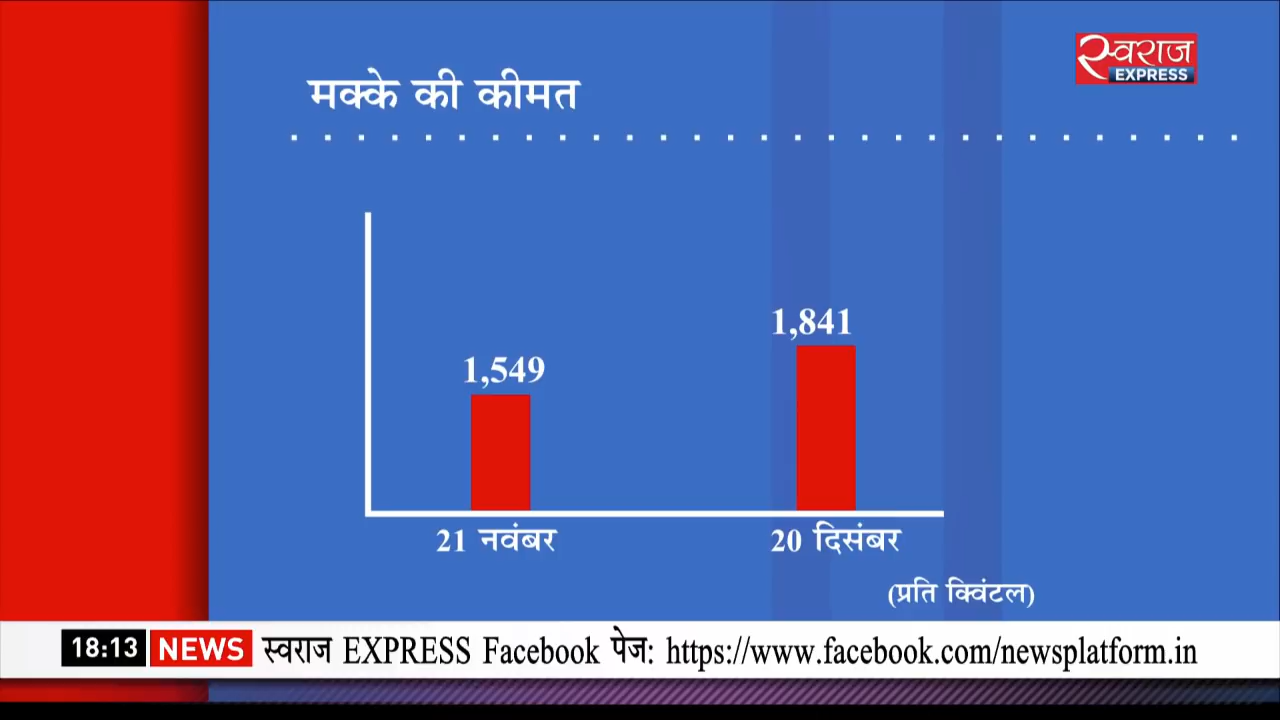 स्वराज
EXPRESS
मक्के की कीमत
1,549
1,841
21 नवंबर
20 दिसंबर
(प्रति क्विंटल)
18:13 NEWS स्वराज EXPRESS Facebook पेज: https://www.facebook.com/newsplatform.in